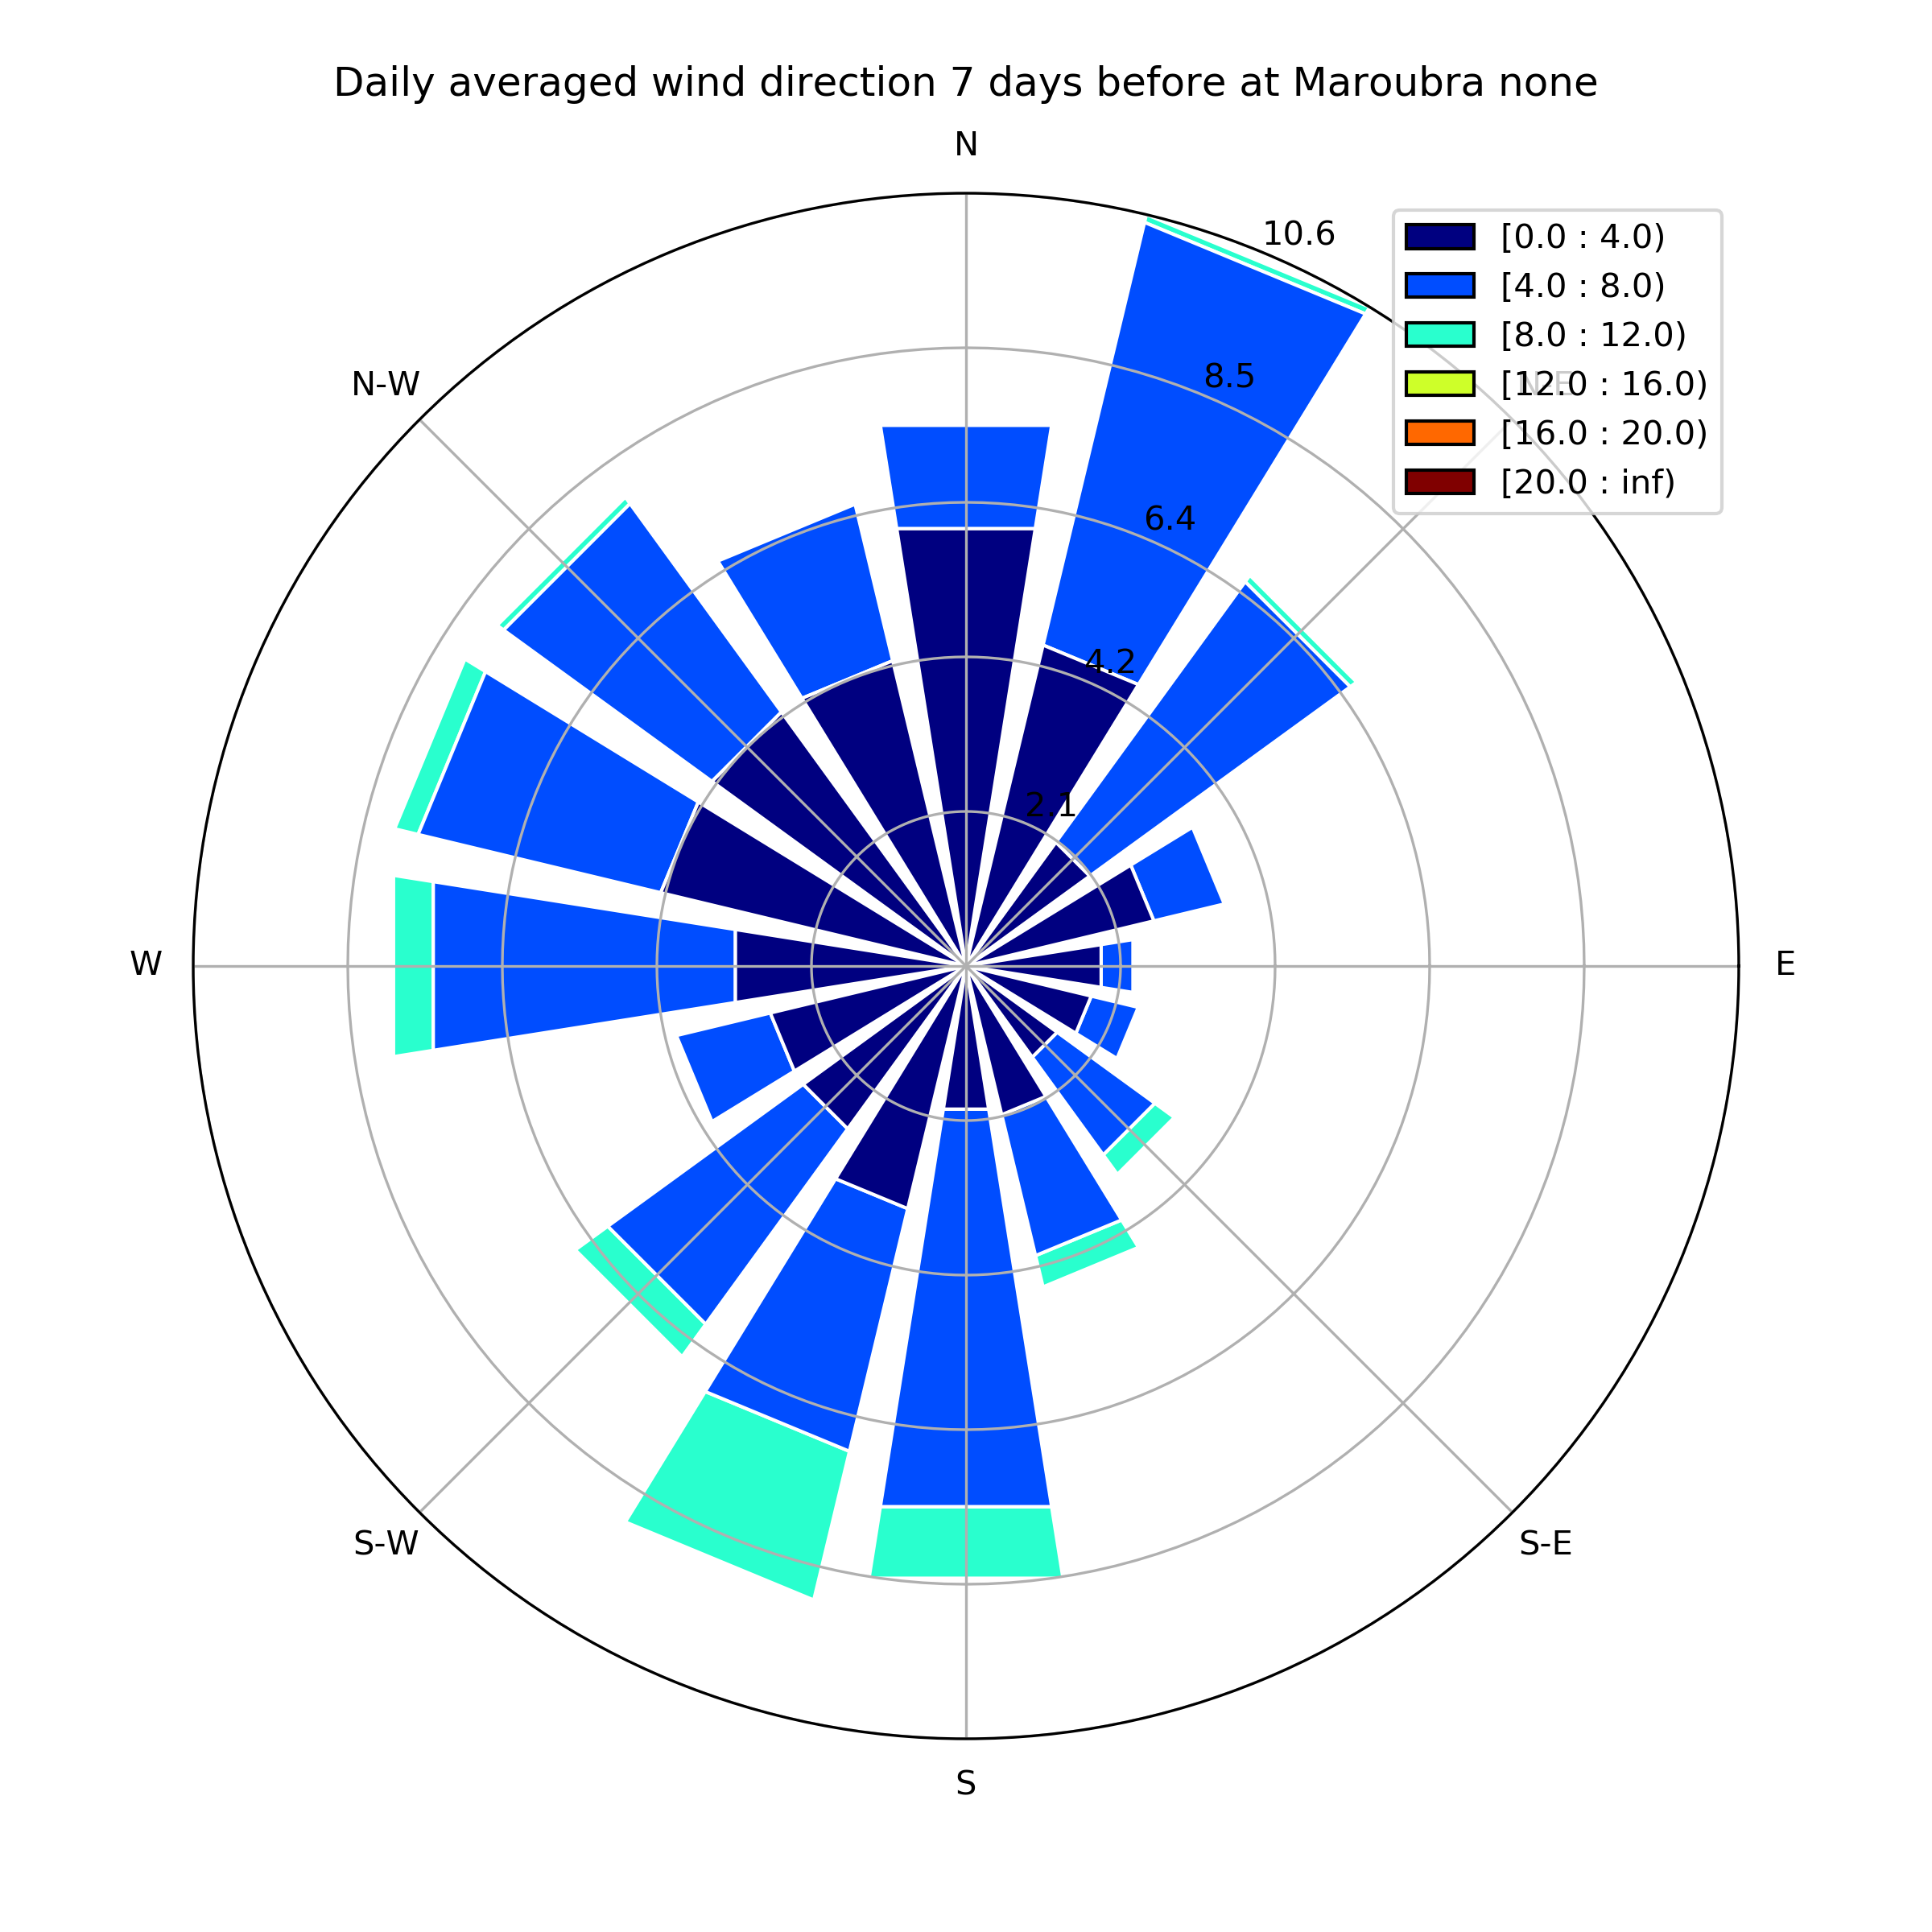 Daily averaged wind direction 7 days before at Maroubra none
N
10.6
[0.0 : 4.0)
[4.0 : 8.0)
[8.0 : 12.0)
[12.0 : 16.0)
[16.0 : 20.0)
[20.0 : inf)
N-W
8.5
6.4
4.2
2.1
W
E
S-W
S-E
S